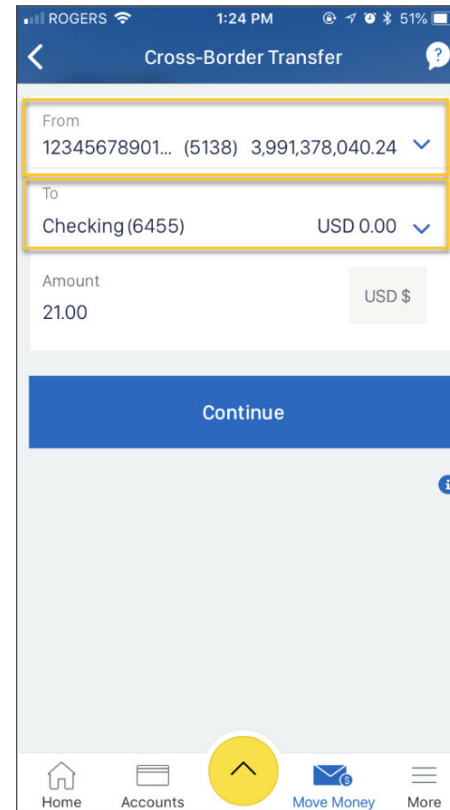 ROGERS 1:24 PM 51%
Cross-Border Transfer ?
From
12345678901... (5138) 3,991,378,040.24
To
Checking (6455) USD 0.00
Amount
21.00 USD $
Continue
i
$
Home Accounts Move Money More